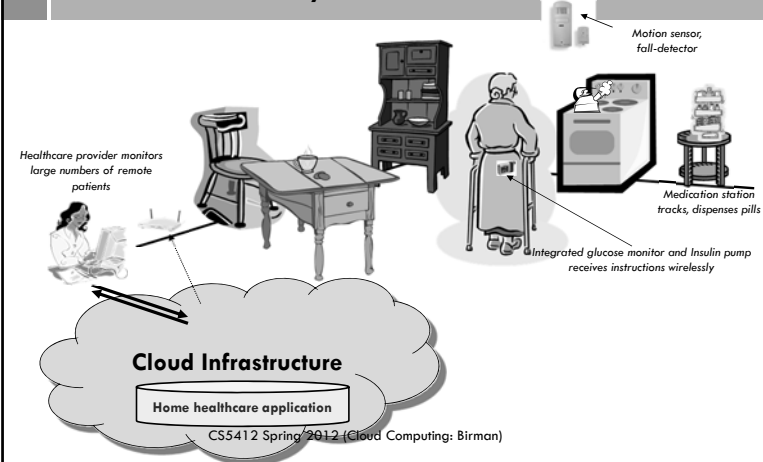 Motion sensor,
fall-detector
Healthcare provider monitors
large numbers of remote
patients
Medication station
tracks, dispenses pills
Integrated glucose monitor and Insulin pump
receives instructions wirelessly
Cloud Infrastructure
Home healthcare application
CS5412 Spring 2012 (Cloud Computing: Birman)